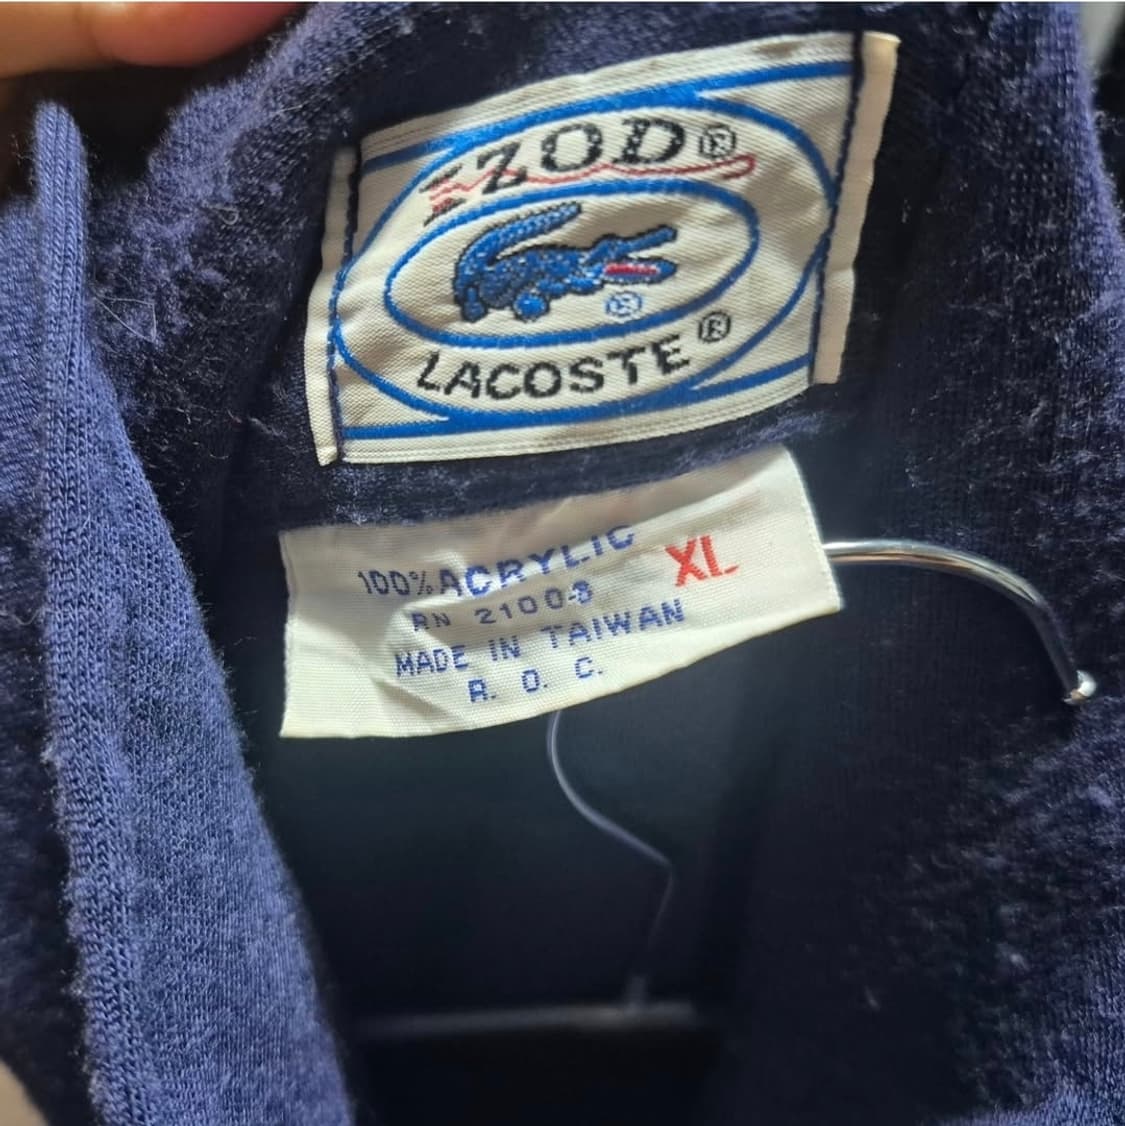 IZOD®
®
LACOSTE®
100% ACRYLIC
XL
RN 21008
MADE IN TAIWAN
R. O. C.